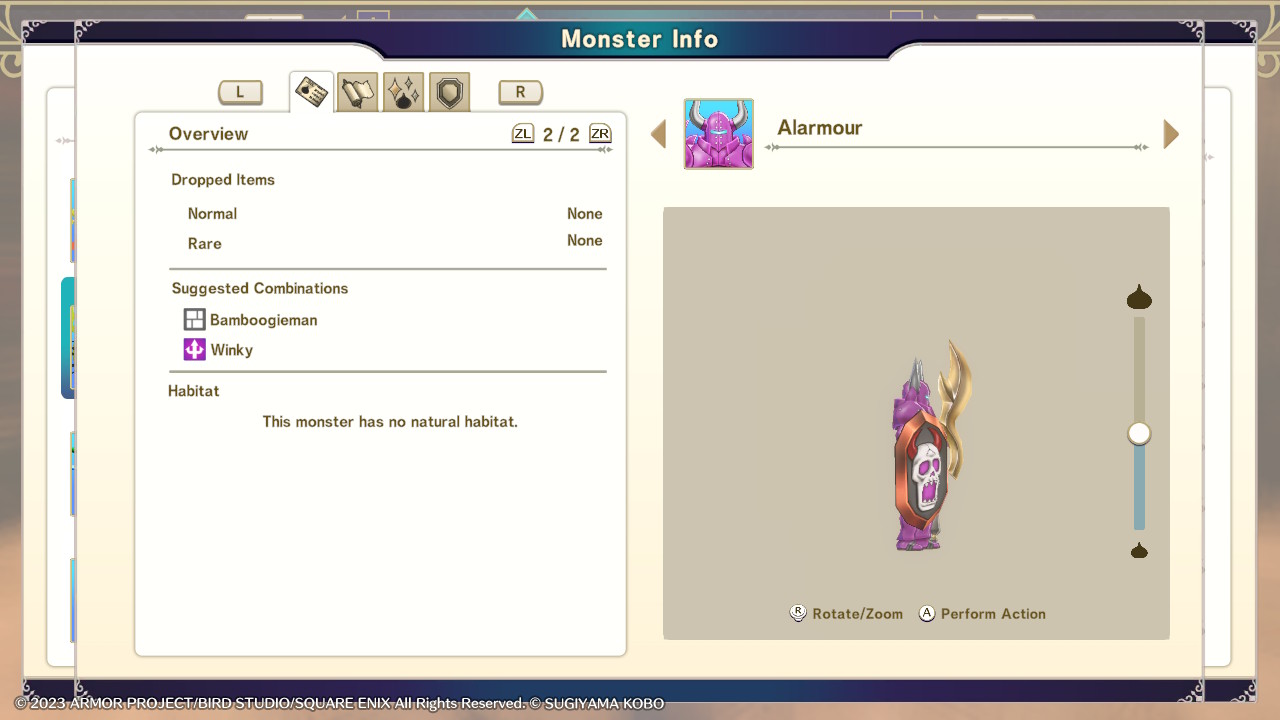 Monster Info
L
R
Overview
ZL 2 / 2 ZR
Dropped Items
Normal None
Rare None
Suggested Combinations
Bamboogieman
Winky
Habitat
This monster has no natural habitat.
Alarmour
R Rotate/Zoom A Perform Action
© 2023 ARMOR PROJECT/BIRD STUDIO/SQUARE ENIX All Rights Reserved. © SUGIYAMA KOBO